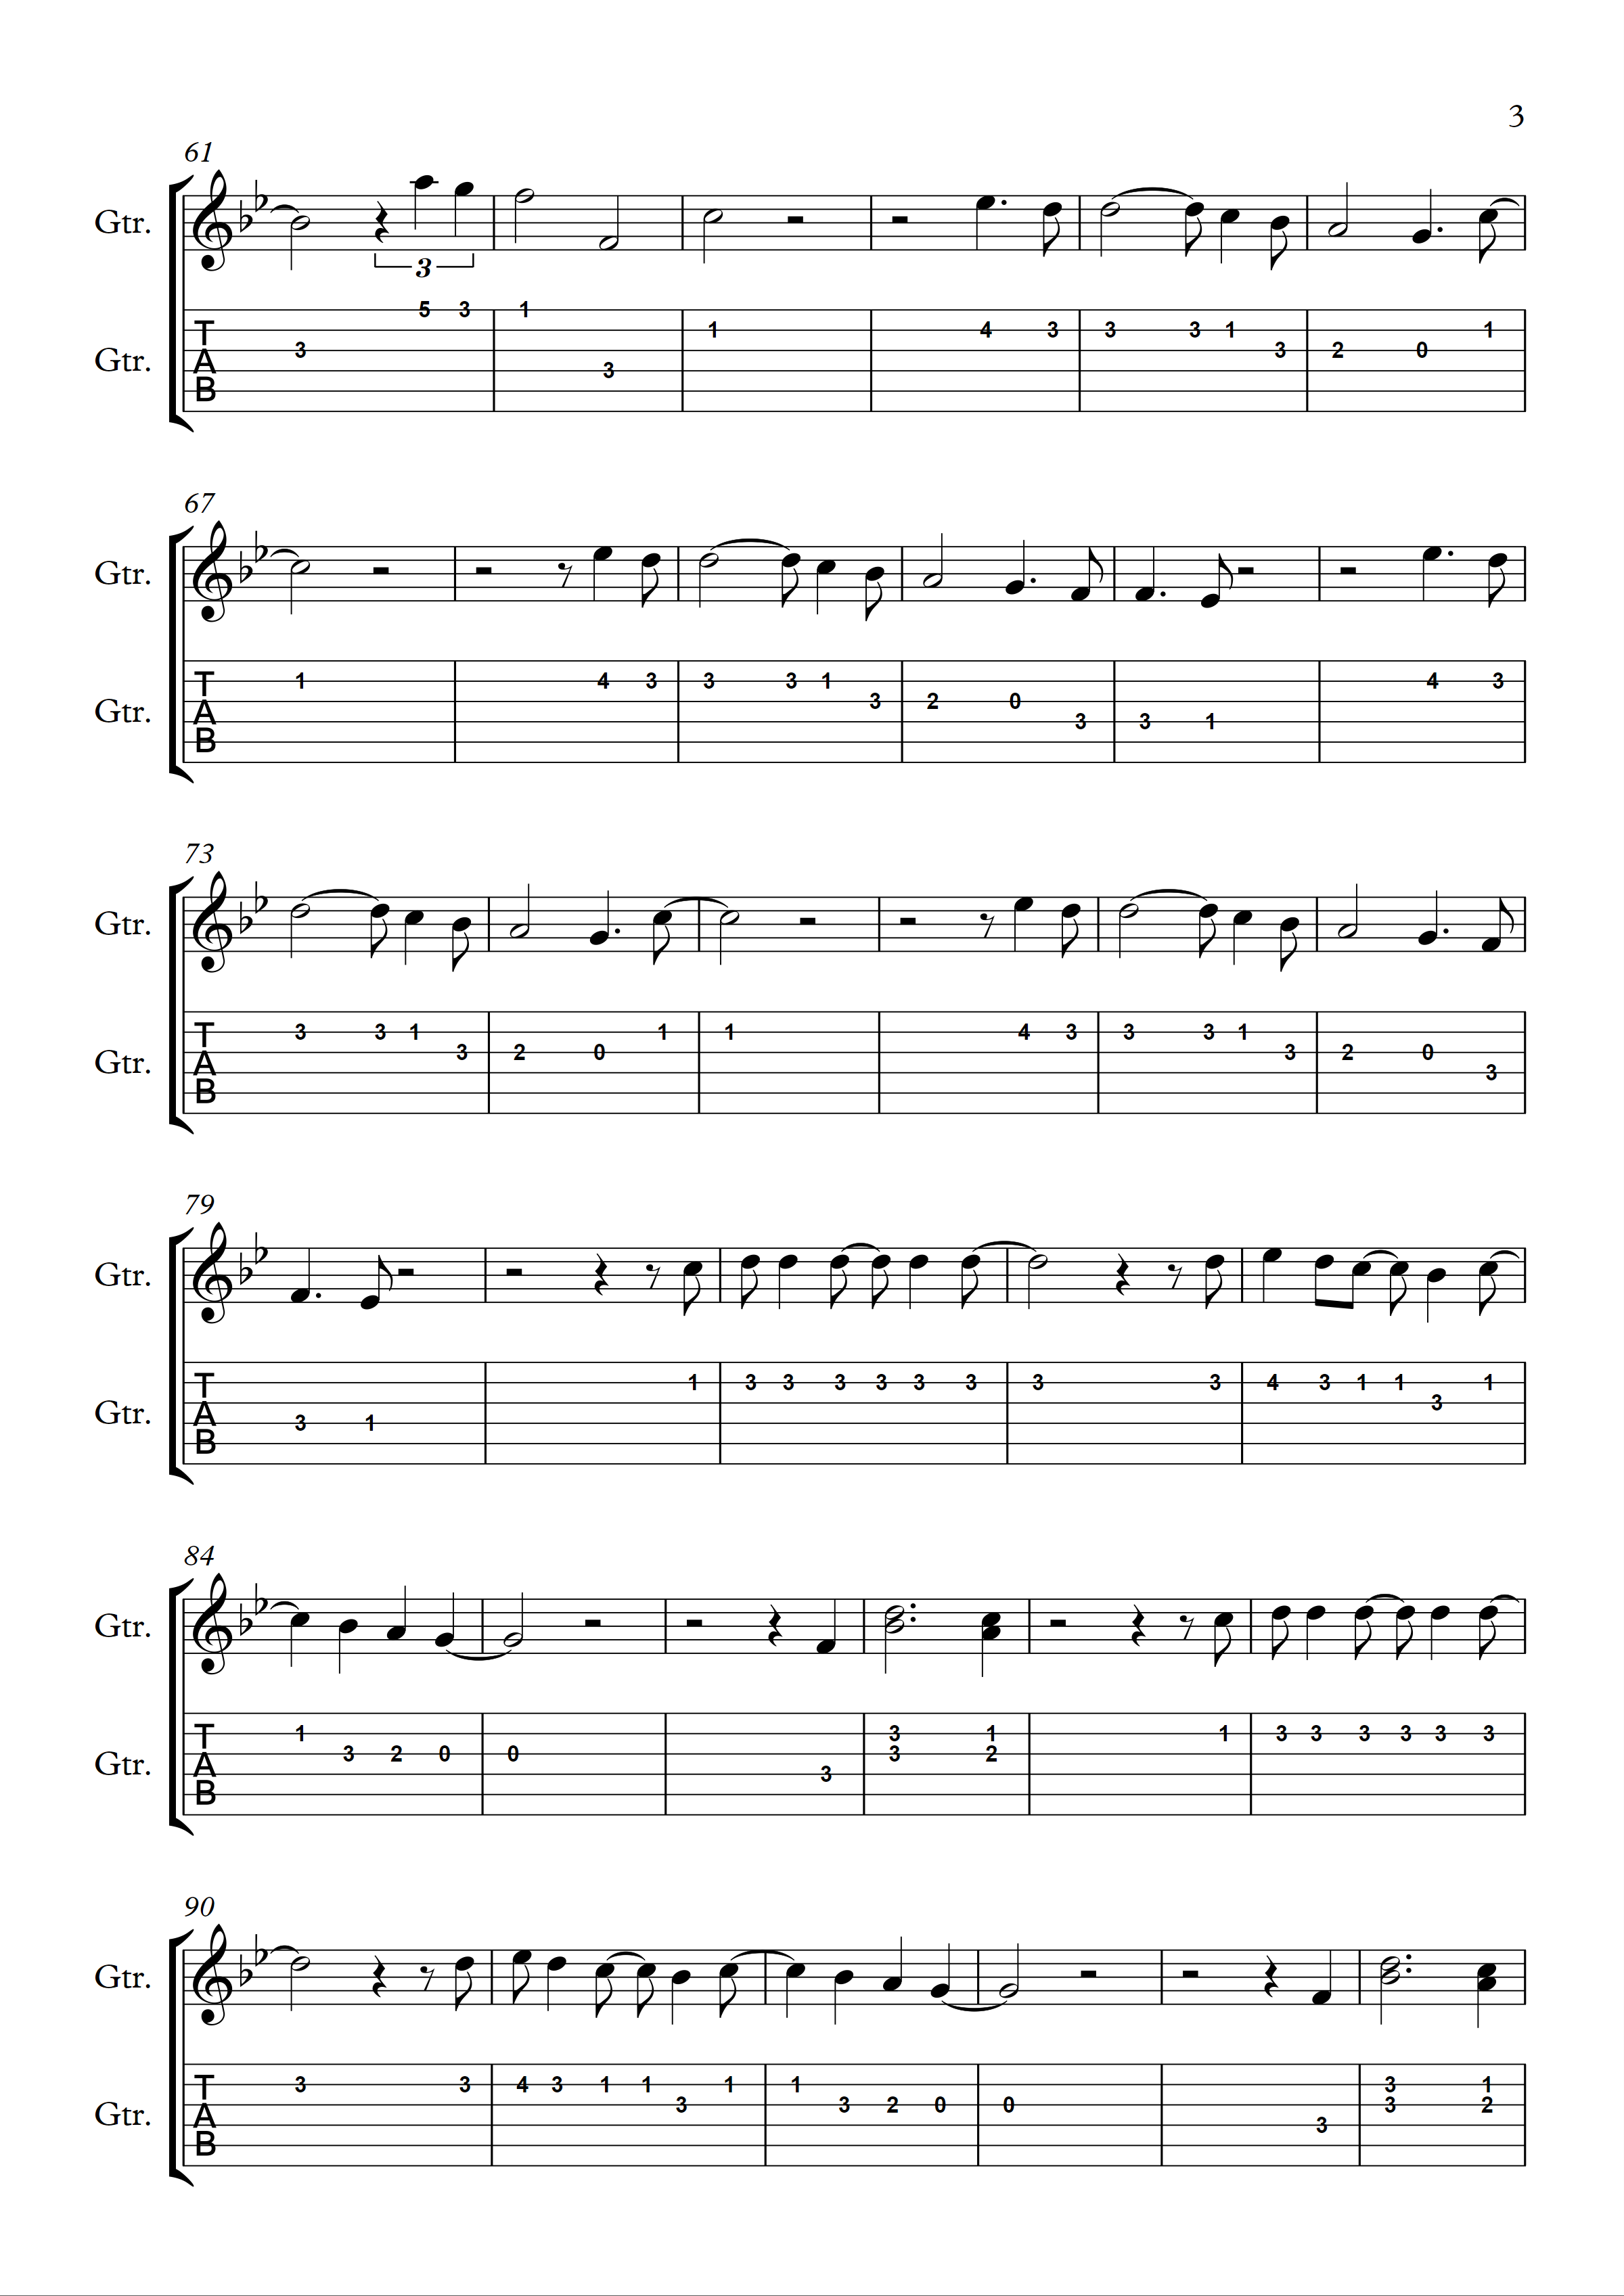 3
61
Gtr.
3
5 3 1 1 4 3 3 3 1 1
3 3 2 0
3
Gtr.
T
A
B
67
Gtr.
1 4 3 3 3 1 4 3
3 2 0
3 3 1
Gtr.
T
A
B
73
Gtr.
3 3 1 1 1 4 3 3 3 1
3 2 0 3 2 0
3
Gtr.
T
A
B
79
Gtr.
1 3 3 3 3 3 3 3 3 4 3 1 1 1
3
3 1
Gtr.
T
A
B
84
Gtr.
1 3 1 1 3 3 3 3 3 3
3 2 0 0 3 2
3
Gtr.
T
A
B
90
Gtr.
3 3 4 3 1 1 1 1 3 1
3 3 2 0 0 3 2
3
Gtr.
T
A
B